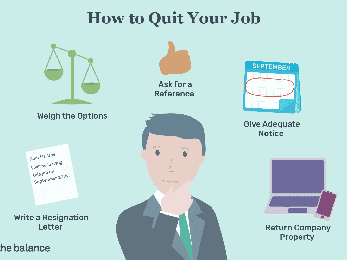 How to Quit Your Job
Ask for a
Reference
SEPTEMBER
Weigh the Options
Give Adequate
Notice
Write a Resignation
Letter
Return Company
Property
the balance